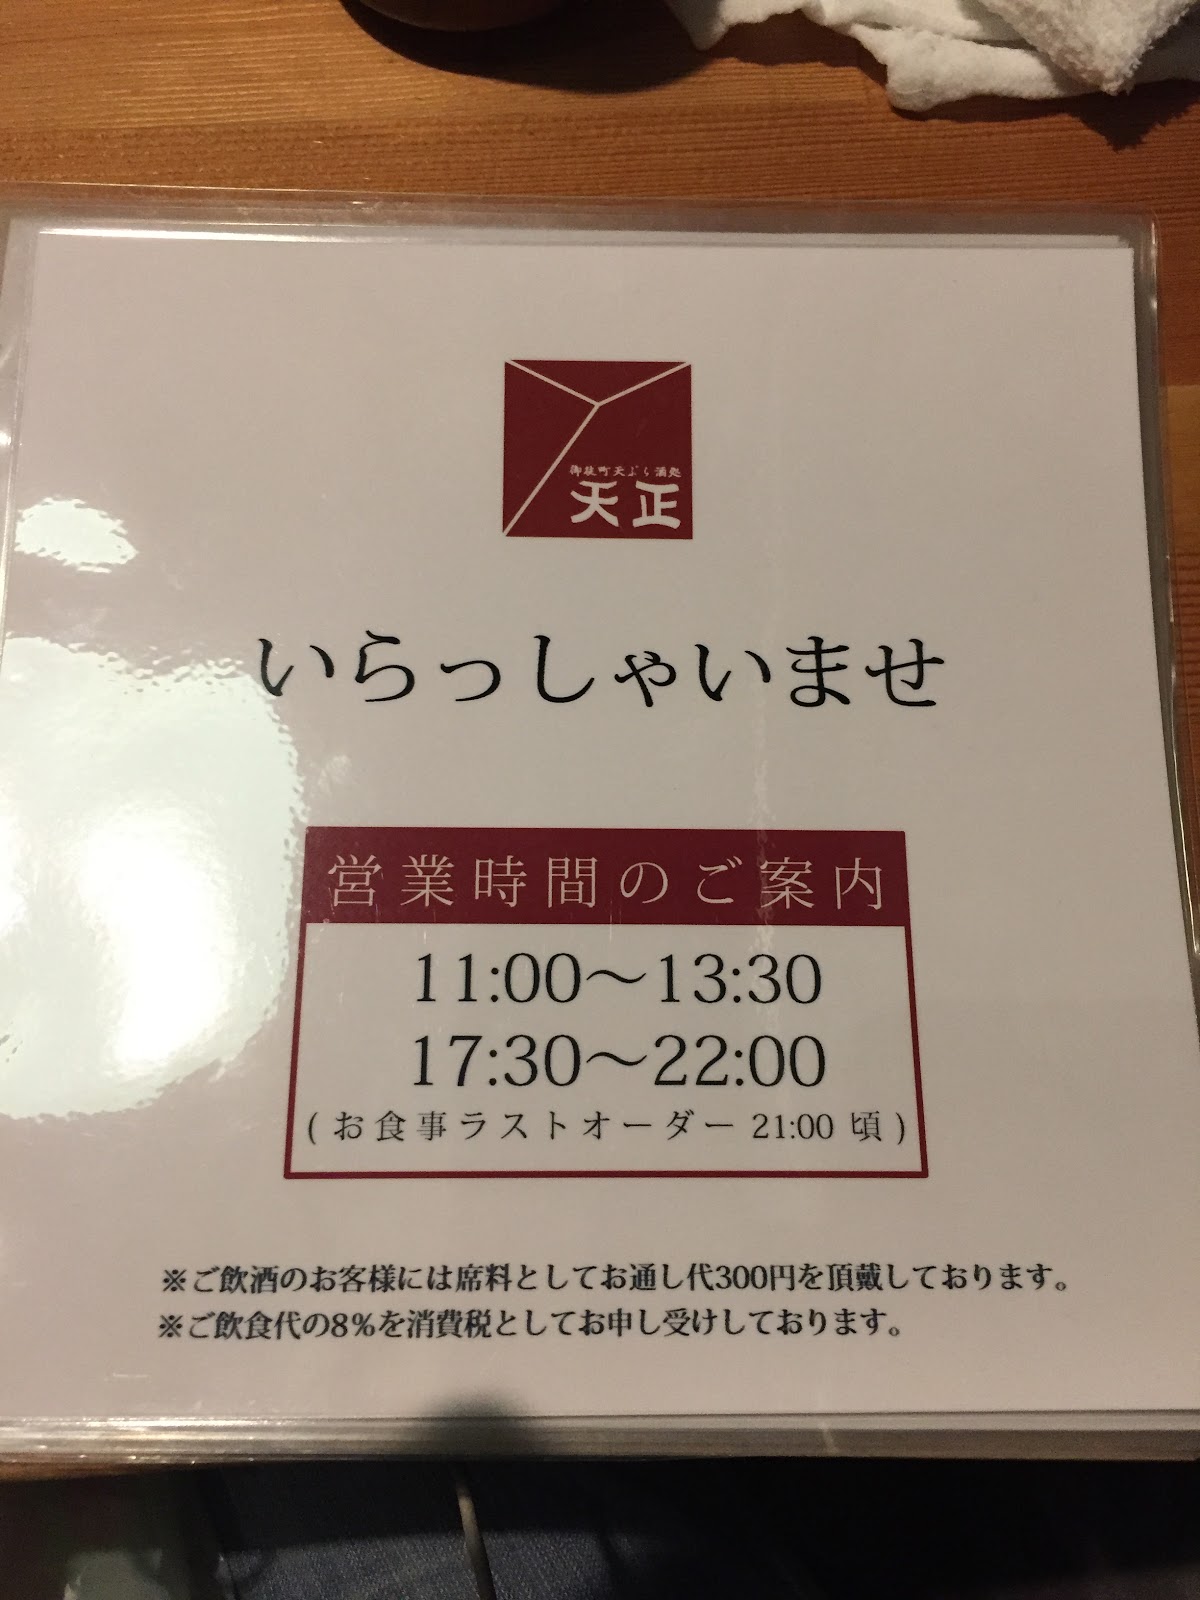 御徒町天ぷら酒処
天正
いらっしゃいませ
営業時間のご案内
11:00〜13:30
17:30〜22:00
(お食事ラストオーダー 21:00 頃)
※ご飲酒のお客様には席料としてお通し代300円を頂戴しております。
※ご飲食代の8%を消費税としてお申し受けしております。